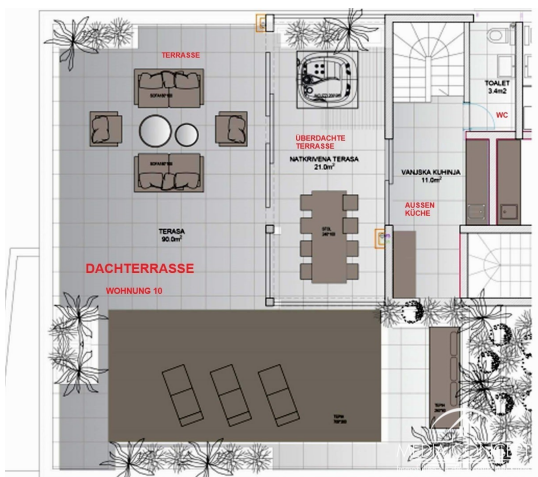 TERRASSE
TOALET
3.4m2
WC
ÜBERDACHTE
TERRASSE
NATKRIVENA TERASA
21.0m²
VANJSKA KUHINJA
11.0m²
AUSSEN
KÜCHE
STOL
TERASA
90.0m²
DACHTERRASSE
WOHNUNG 10